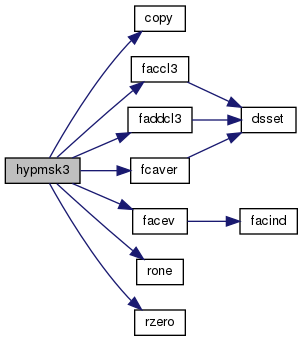 copy
faccl3
faddcl3
dsset
hypmsk3
fcaver
facev
facind
rone
rzero